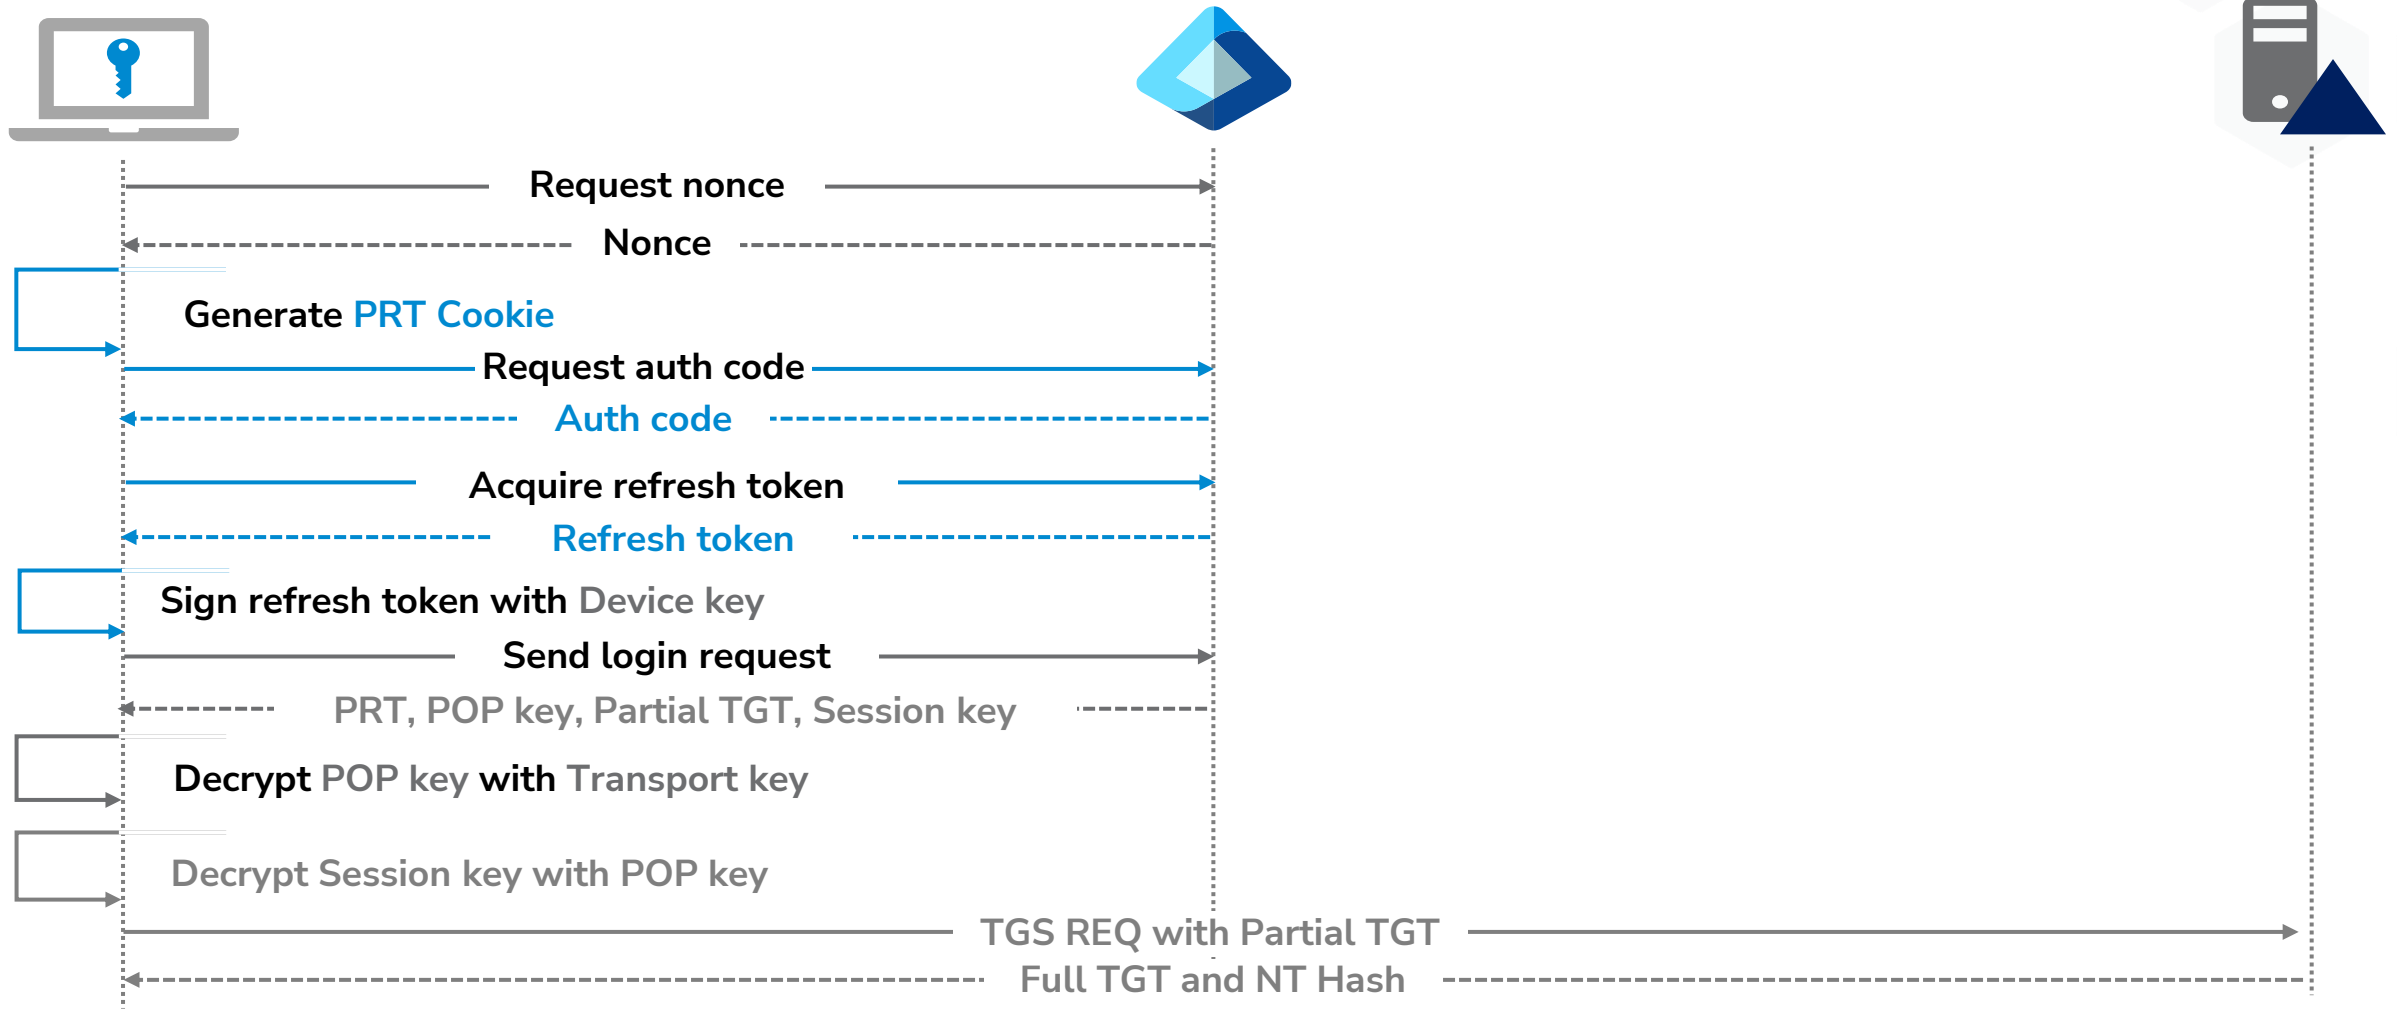 Request nonce
Nonce
Generate PRT Cookie
Request auth code
Auth code
Acquire refresh token
Refresh token
Sign refresh token with Device key
Send login request
PRT, POP key, Partial TGT, Session key
Decrypt POP key with Transport key
Decrypt Session key with POP key
TGS REQ with Partial TGT
Full TGT and NT Hash